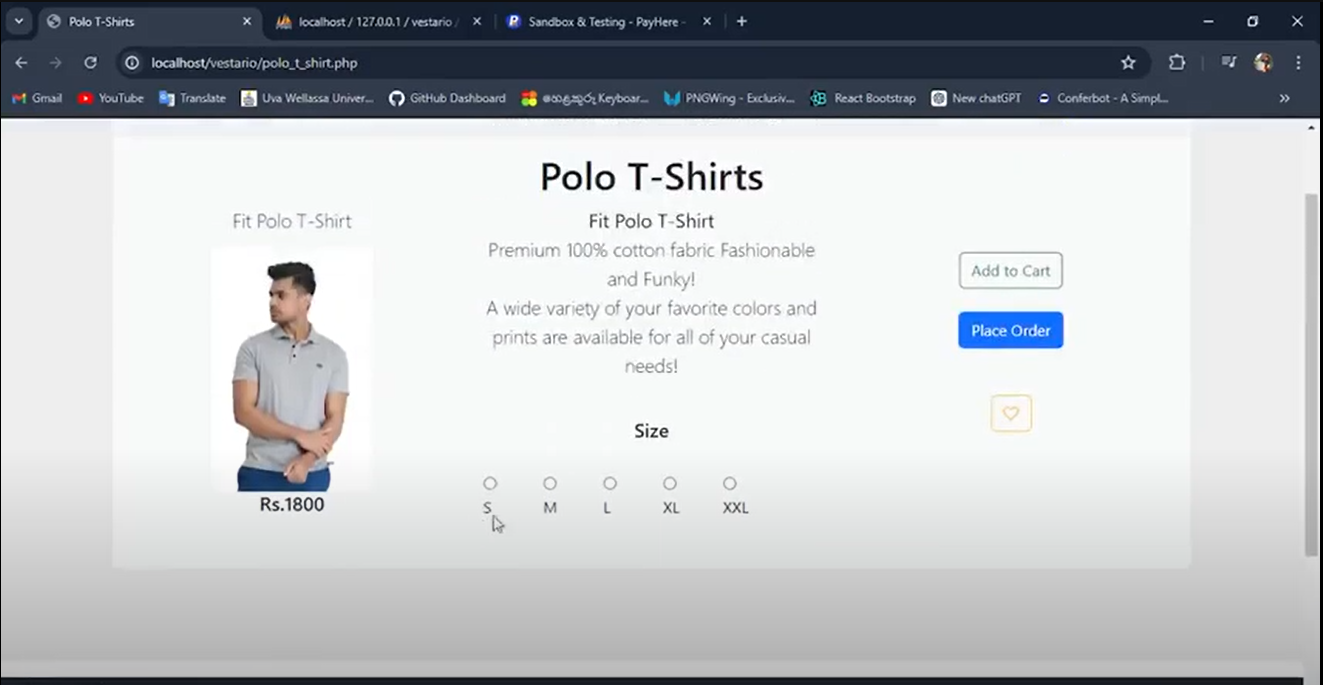 Polo T-Shirts
localhost / 127.0.0.1 / vestario /
Sandbox & Testing - PayHere -
localhost/vestario/polo_t_shirt.php
Gmail
YouTube
Translate
Uva Wellassa Univer...
GitHub Dashboard
හෙළකුරු Keyboar...
PNGWing - Exclusiv...
React Bootstrap
New chatGPT
Conferbot - A Simpl...
Polo T-Shirts
Fit Polo T-Shirt
Rs.1800
Fit Polo T-Shirt
Premium 100% cotton fabric Fashionable
and Funky!
A wide variety of your favorite colors and
prints are available for all of your casual
needs!
Size
S M L XL XXL
Add to Cart
Place Order